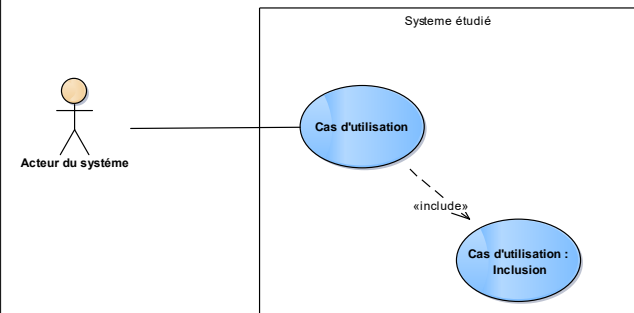 Systeme étudié
Acteur du systéme
Cas d'utilisation
«include»
Cas d'utilisation :
Inclusion